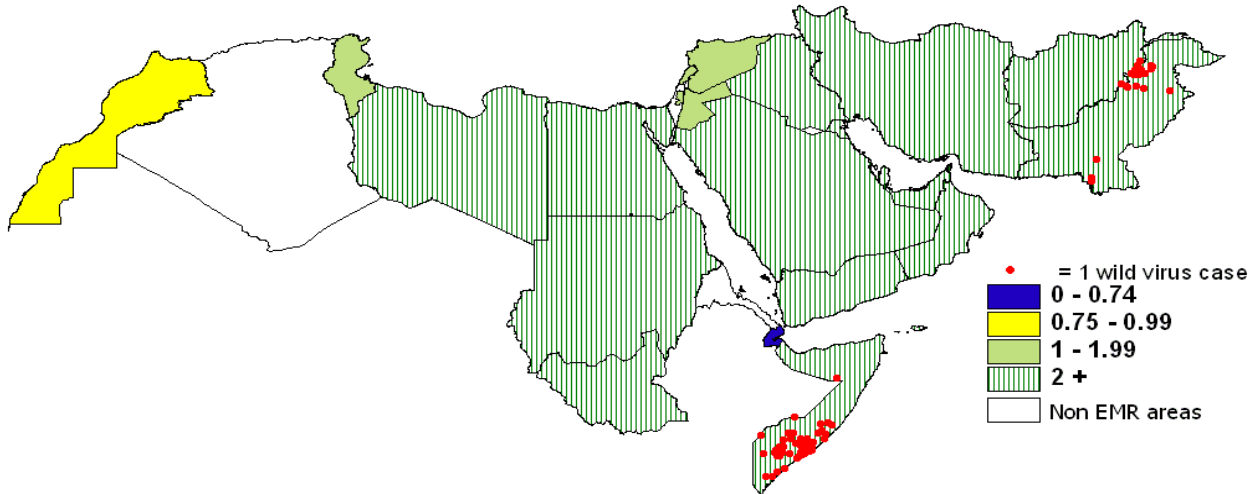 = 1 wild virus case
0 - 0.74
0.75 - 0.99
1 - 1.99
2 +
Non EMR areas